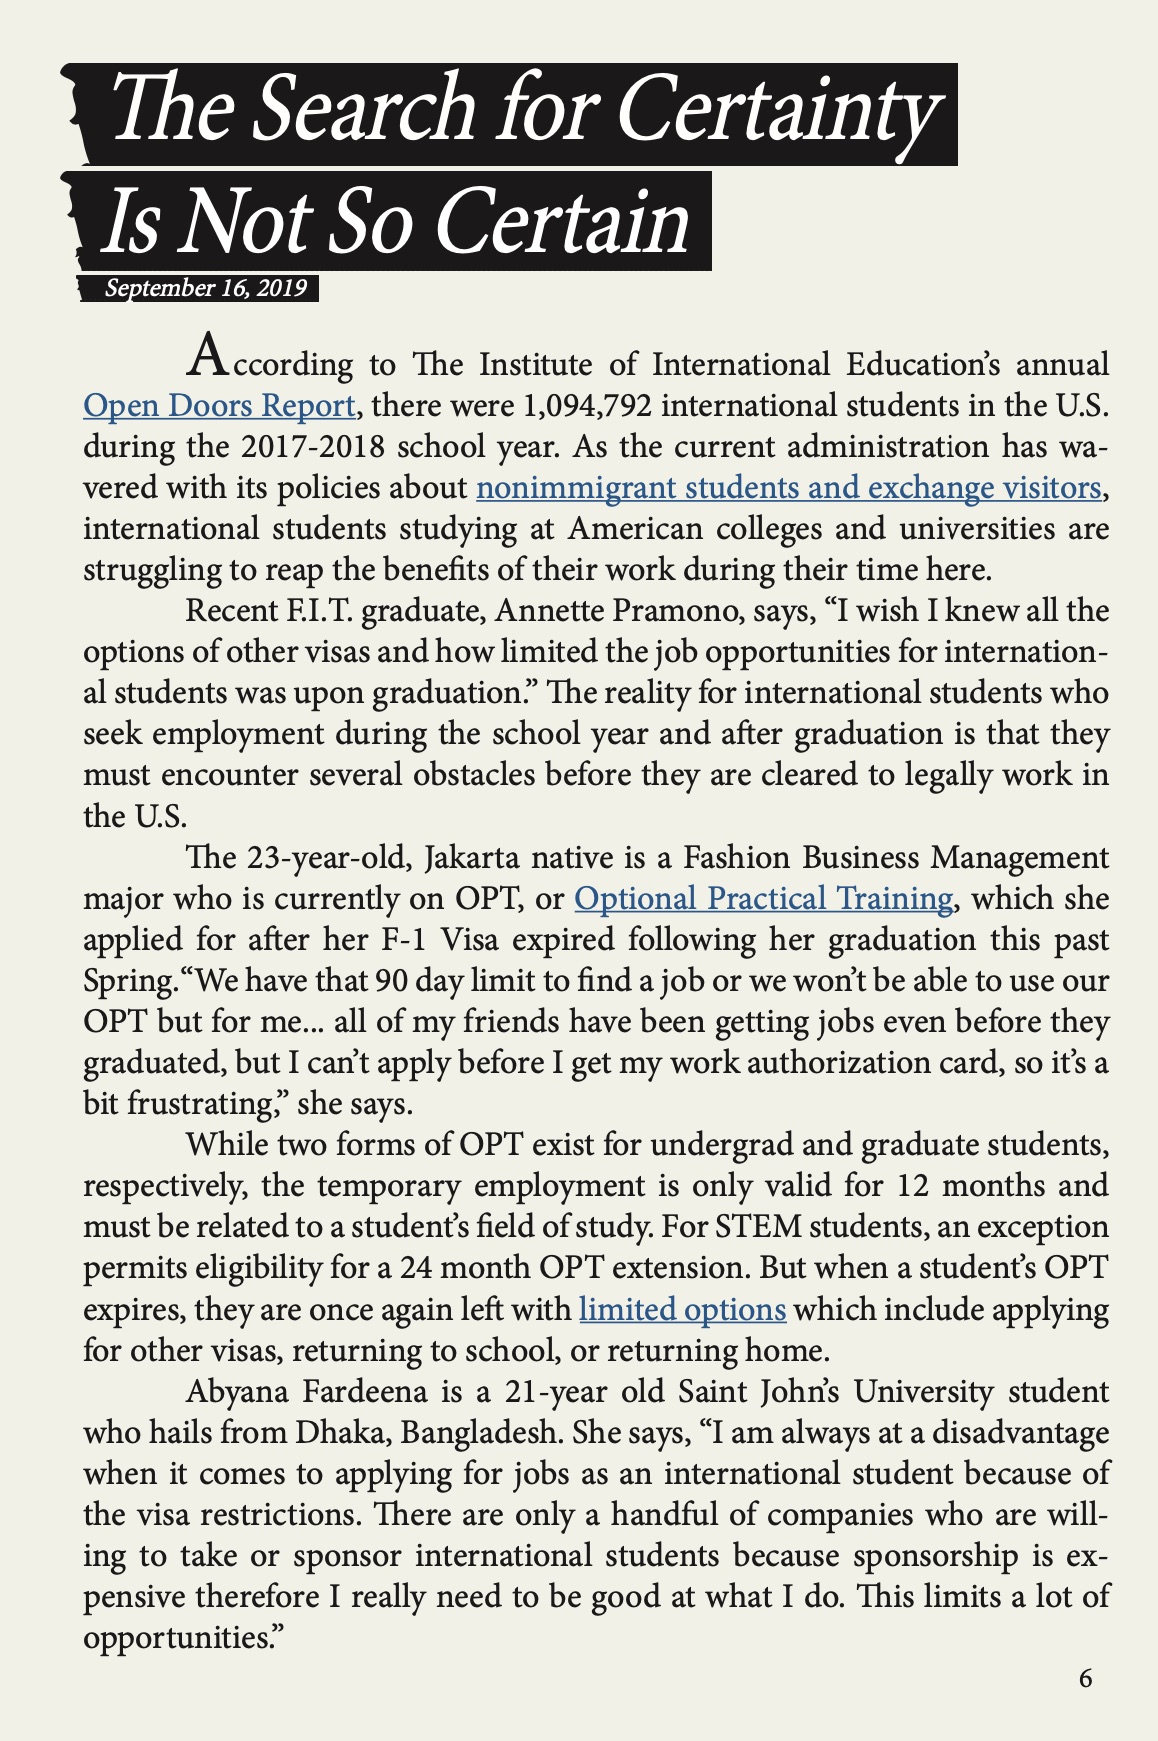 The Search for Certainty
Is Not So Certain
September 16, 2019
According to The Institute of International Education’s annual
Open Doors Report, there were 1,094,792 international students in the U.S.
during the 2017-2018 school year. As the current administration has wa-
vered with its policies about nonimmigrant students and exchange visitors,
international students studying at American colleges and universities are
struggling to reap the benefits of their work during their time here.
Recent F.I.T. graduate, Annette Pramono, says, “I wish I knew all the
options of other visas and how limited the job opportunities for internation-
al students was upon graduation.” The reality for international students who
seek employment during the school year and after graduation is that they
must encounter several obstacles before they are cleared to legally work in
the U.S.
The 23-year-old, Jakarta native is a Fashion Business Management
major who is currently on OPT, or Optional Practical Training, which she
applied for after her F-1 Visa expired following her graduation this past
Spring.“We have that 90 day limit to find a job or we won’t be able to use our
OPT but for me... all of my friends have been getting jobs even before they
graduated, but I can’t apply before I get my work authorization card, so it’s a
bit frustrating,” she says.
While two forms of OPT exist for undergrad and graduate students,
respectively, the temporary employment is only valid for 12 months and
must be related to a student’s field of study. For STEM students, an exception
permits eligibility for a 24 month OPT extension. But when a student’s OPT
expires, they are once again left with limited options which include applying
for other visas, returning to school, or returning home.
Abyana Fardeena is a 21-year old Saint John’s University student
who hails from Dhaka, Bangladesh. She says, “I am always at a disadvantage
when it comes to applying for jobs as an international student because of
the visa restrictions. There are only a handful of companies who are will-
ing to take or sponsor international students because sponsorship is ex-
pensive therefore I really need to be good at what I do. This limits a lot of
opportunities.”
6